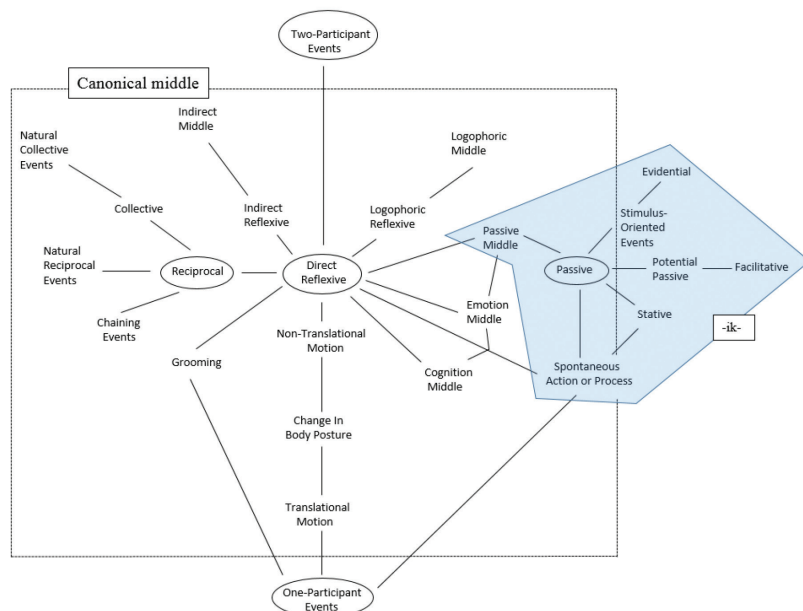 Two-Participant
Events
Canonical middle
Indirect
Middle
Natural
Collective
Events
Logophoric
Middle
Evidential
Collective
Indirect
Reflexive
Logophoric
Reflexive
Stimulus-
Oriented
Events
Passive
Middle
Natural
Reciprocal
Events
Reciprocal
Direct
Reflexive
Passive
Potential
Passive
Facilitative
Emotion
Middle
Stative
Chaining
Events
Non-Translational
Motion
-ik-
Grooming
Cognition
Middle
Spontaneous
Action or Process
Change In
Body Posture
Translational
Motion
One-Participant
Events